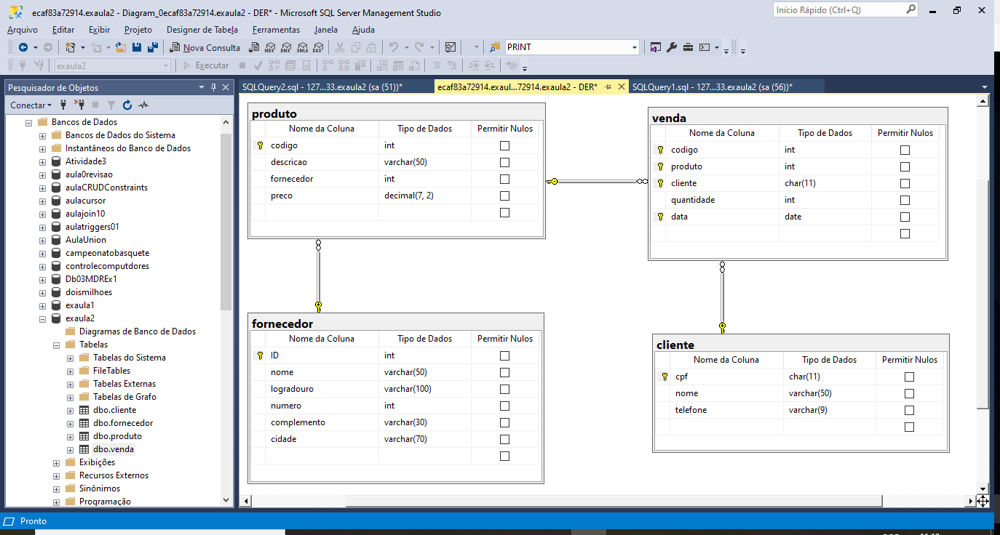 ecaf83a72914.exaula2 - Diagram_0ecaf83a72914.exaula2 - DER* - Microsoft SQL Server Management Studio
Início Rápido (Ctrl+Q)
Arquivo Editar Exibir Projeto Designer de Tabela Ferramentas Janela Ajuda
Nova Consulta MDX DMX XMLA DAX PRINT
exaula2 Executar
Pesquisador de Objetos
Conectar
Bancos de Dados
Bancos de Dados do Sistema
Instantâneos do Banco de Dados
Atividade3
aula0revisao
aulaCRUDConstraints
aulacursor
aulajoin10
aulatriggers01
AulaUnion
campeonatobasquete
controlecomputdores
Db03MDREx1
doismilhoes
exaula1
exaula2
Diagramas de Banco de Dados
Tabelas
Tabelas do Sistema
FileTables
Tabelas Externas
Tabelas de Grafo
dbo.cliente
dbo.fornecedor
dbo.produto
dbo.venda
Exibições
Recursos Externos
Sinônimos
Programação
SQLQuery2.sql - 127...33.exaula2 (sa (51))*
ecaf83a72914.exaul...72914.exaula2 - DER*
SQLQuery1.sql - 127...33.exaula2 (sa (56))*
produto
Nome da Coluna Tipo de Dados Permitir Nulos
codigo int
descricao varchar(50)
fornecedor int
preco decimal(7, 2)
venda
Nome da Coluna Tipo de Dados Permitir Nulos
codigo int
produto int
cliente char(11)
quantidade int
data date
fornecedor
Nome da Coluna Tipo de Dados Permitir Nulos
ID int
nome varchar(50)
logradouro varchar(100)
numero int
complemento varchar(30)
cidade varchar(70)
cliente
Nome da Coluna Tipo de Dados Permitir Nulos
cpf char(11)
nome varchar(50)
telefone varchar(9)
Pronto